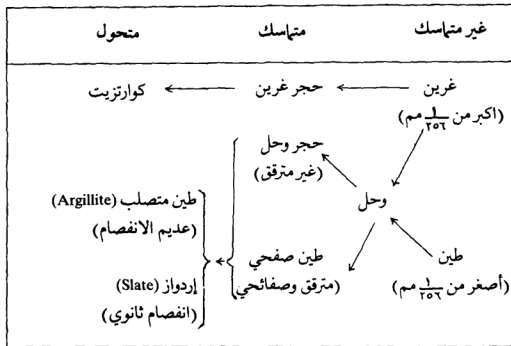 غير متماسك متماسك متحول
غرين حجر غرين كوارتزيت
(اكبر من ١/٢٥٦ مم)
حجر وحل
(غير مترقق)
وحل
طين متصلب (Argillite)
(عديم الانفصام)
طين طين صفحي
(أصغر من ١/٢٥٦ مم) (مترقق وصفائحي)
إردواز (Slate)
(انفصام ثانوي)